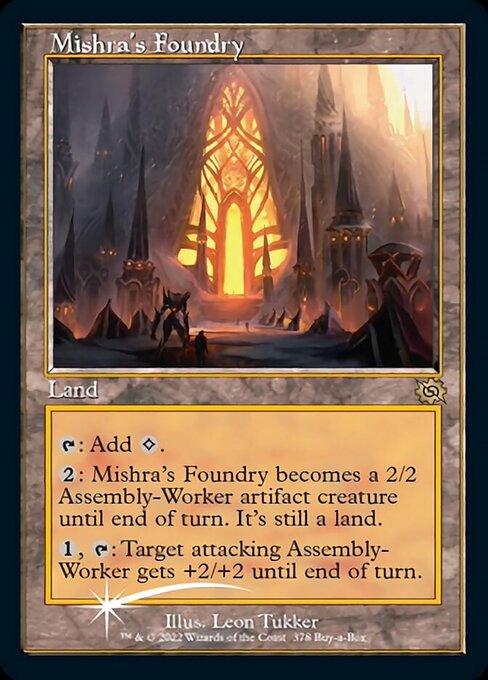 Mishra's Foundry
Land
: Add .
2: Mishra's Foundry becomes a 2/2
Assembly-Worker artifact creature
until end of turn. It's still a land.
1, : Target attacking Assembly-
Worker gets +2/+2 until end of turn.
Illus. Leon Tukker
™ & © 2022 Wizards of the Coast 378 Buy-a-Box